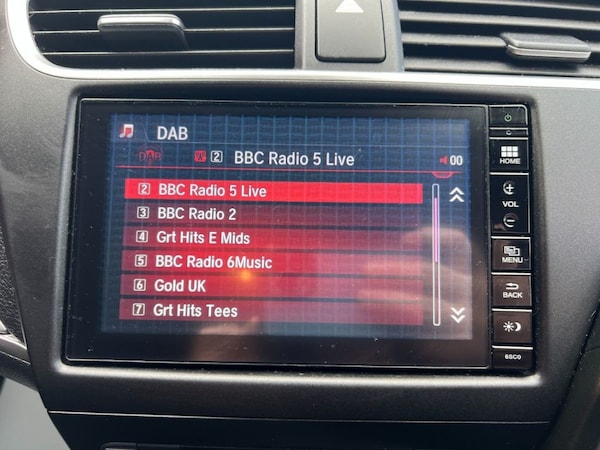 DAB
DAB 2 BBC Radio 5 Live 00
2 BBC Radio 5 Live
3 BBC Radio 2
4 Grt Hits E Mids
5 BBC Radio 6Music
6 Gold UK
7 Grt Hits Tees
HOME
+
VOL
-
MENU
BACK
6SC0